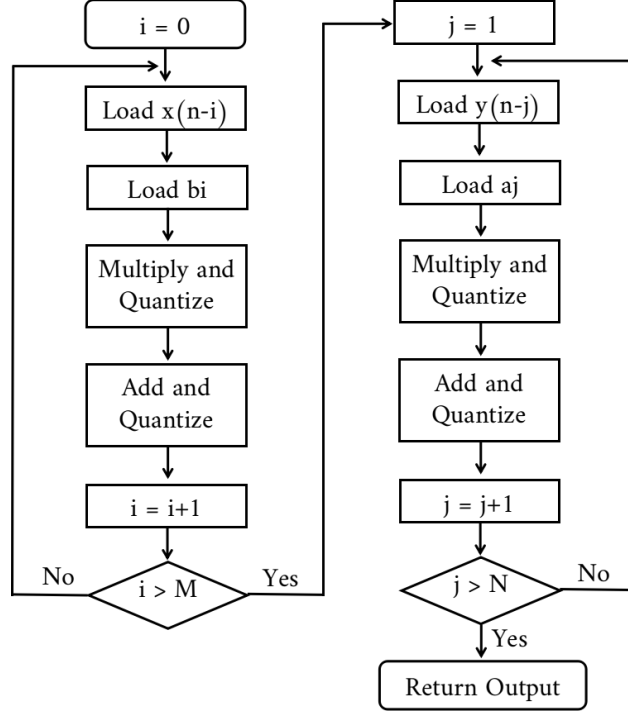 i = 0
Load x(n-i)
Load bi
Multiply and
Quantize
Add and
Quantize
i = i+1
i > M
No
Yes
j = 1
Load y(n-j)
Load aj
Multiply and
Quantize
Add and
Quantize
j = j+1
j > N
No
Yes
Return Output